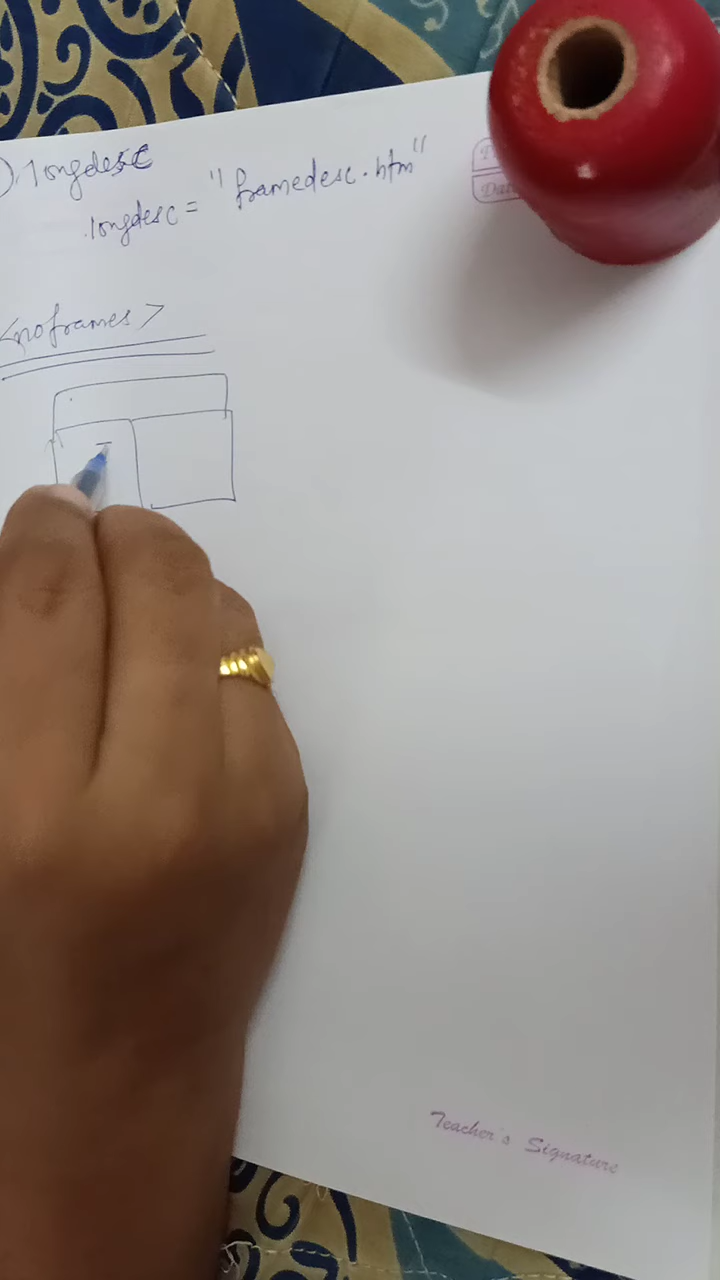 ). longdesc
longdesc = "framedesc.htm"
<noframes>
Teacher's Signature